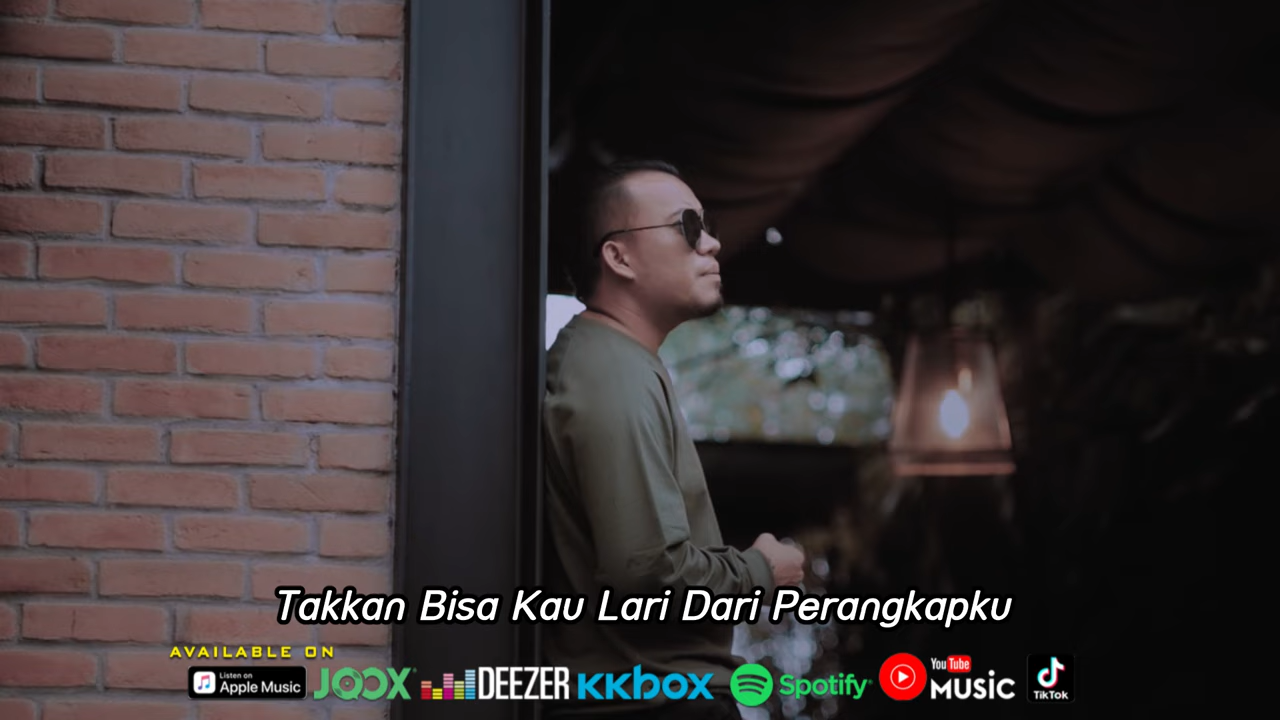 Takkan Bisa Kau Lari Dari Perangkapku
AVAILABLE ON
Listen on
Apple Music
JOOX
DEEZER
KKBOX
Spotify
YouTube
MUSIC
TikTok